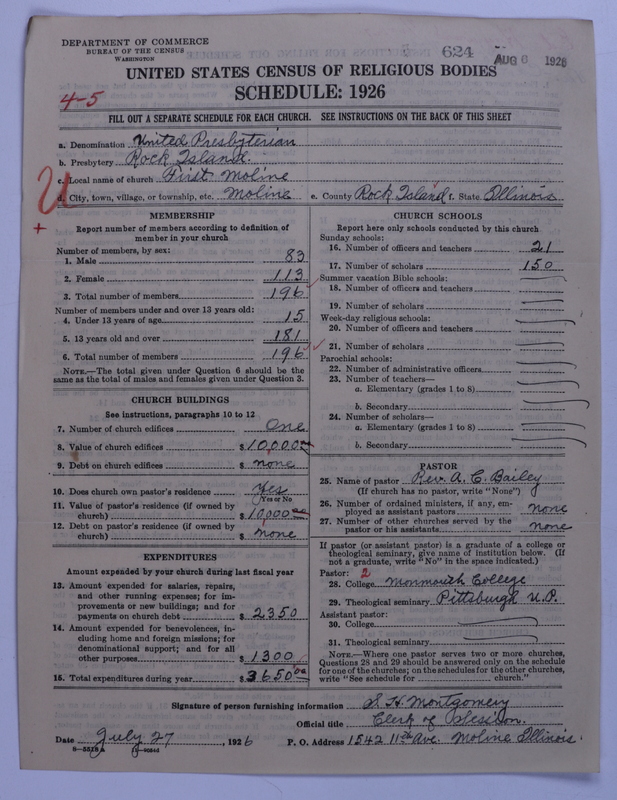 DEPARTMENT OF COMMERCE
BUREAU OF THE CENSUS
WASHINGTON
624
AUG 6 1926
UNITED STATES CENSUS OF RELIGIOUS BODIES
SCHEDULE: 1926
4-5
FILL OUT A SEPARATE SCHEDULE FOR EACH CHURCH. SEE INSTRUCTIONS ON THE BACK OF THIS SHEET
a. Denomination United Presbyterian
b. Presbytery Rock Island.
c. Local name of church First Moline
U
d. City, town, village, or township, etc. Moline e. County Rock Island f. State Illinois
+
MEMBERSHIP
Report number of members according to definition of
member in your church
Number of members, by sex:
1. Male 83
2. Female 113
3. Total number of members 196
Number of members under and over 13 years old:
4. Under 13 years of age 15
5. 13 years old and over 181
6. Total number of members 196
NOTE.—The total given under Question 6 should be
same as the total of males and females given under Question 3.
CHURCH BUILDINGS
See instructions, paragraphs 10 to 12
7. Number of church edifices One
8. Value of church edifices $ 10,000
9. Debt on church edifices $ none
10. Does church own pastor's residence Yes
Yes or No
11. Value of pastor's residence (if owned by
church) $ 10,000
12. Debt on pastor's residence (if owned by
church) $ none
EXPENDITURES
Amount expended by your church during last fiscal year
13. Amount expended for salaries, repairs,
and other running expenses; for im-
provements or new buildings; and for
payments on church debt $ 2350
14. Amount expended for benevolences, in-
cluding home and foreign missions; for
denominational support; and for all
other purposes $ 1300
15. Total expenditures during year $ 3650 00
CHURCH SCHOOLS
Report here only schools conducted by this church
Sunday schools:
16. Number of officers and teachers 21
17. Number of scholars 150
Summer vacation Bible schools:
18. Number of officers and teachers
19. Number of scholars
Week-day religious schools:
20. Number of officers and teachers
21. Number of scholars
Parochial schools:
22. Number of administrative officers
23. Number of teachers—
a. Elementary (grades 1 to 8)
b. Secondary
24. Number of scholars—
a. Elementary (grades 1 to 8)
b. Secondary
PASTOR
25. Name of pastor Rev. A. C. Bailey
(If church has no pastor, write "None")
26. Number of ordained ministers, if any, em-
ployed as assistant pastors none
27. Number of other churches served by the
pastor or his assistants none
If pastor (or assistant pastor) is a graduate of a college or
theological seminary, give name of institution below. (If
not a graduate, write "No" in the space indicated.)
Pastor: 2
28. College Monmouth College
29. Theological seminary Pittsburgh U.P.
Assistant pastor:
30. College
31. Theological seminary
NOTE.—Where one pastor serves two or more churches,
Questions 28 and 29 should be answered only on the schedule
for one of the churches; on the schedules for the other churches,
write "See schedule for church."
Signature of person furnishing information S. H. Montgomery
Official title Clerk of Session.
Date July 27, 1926 P. O. Address 1542 11th Ave. Moline Illinois.